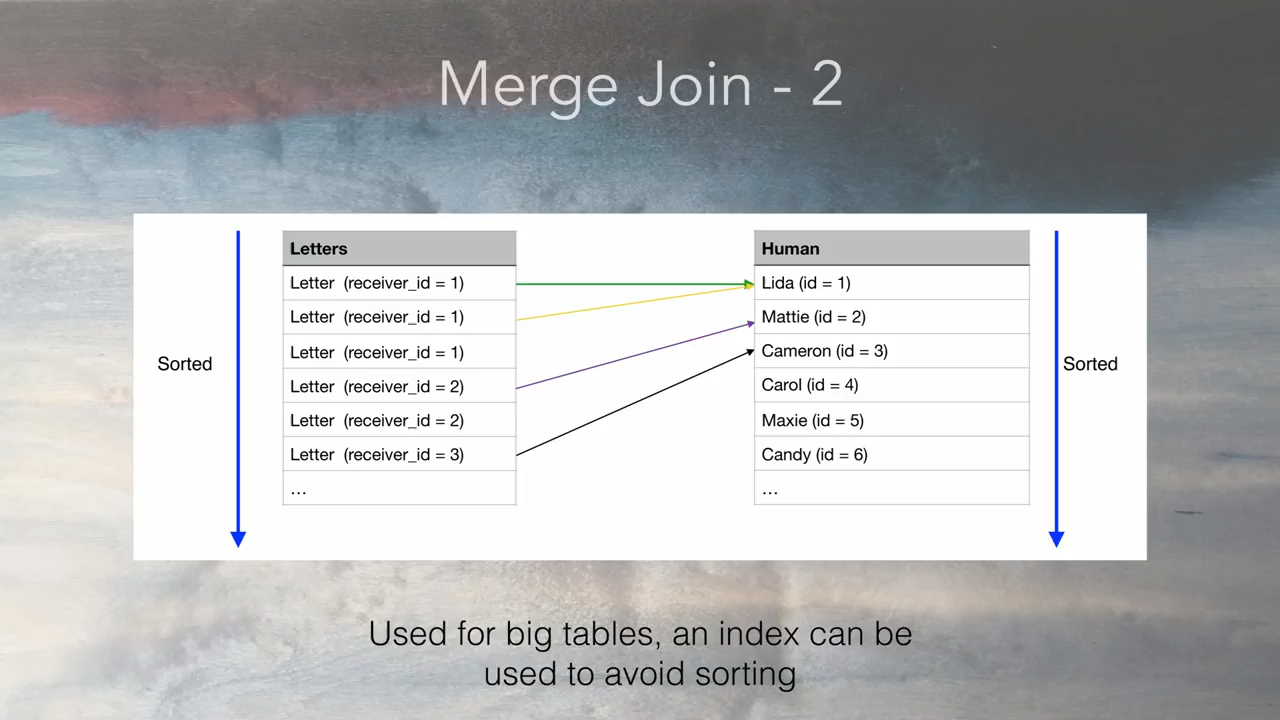 Merge Join - 2
Letters
Human
Letter (receiver_id = 1)
Lida (id = 1)
Letter (receiver_id = 1)
Mattie (id = 2)
Letter (receiver_id = 1)
Cameron (id = 3)
Sorted
Sorted
Letter (receiver_id = 2)
Carol (id = 4)
Letter (receiver_id = 2)
Maxie (id = 5)
Letter (receiver_id = 3)
Candy (id = 6)
...
...
Used for big tables, an index can be
used to avoid sorting